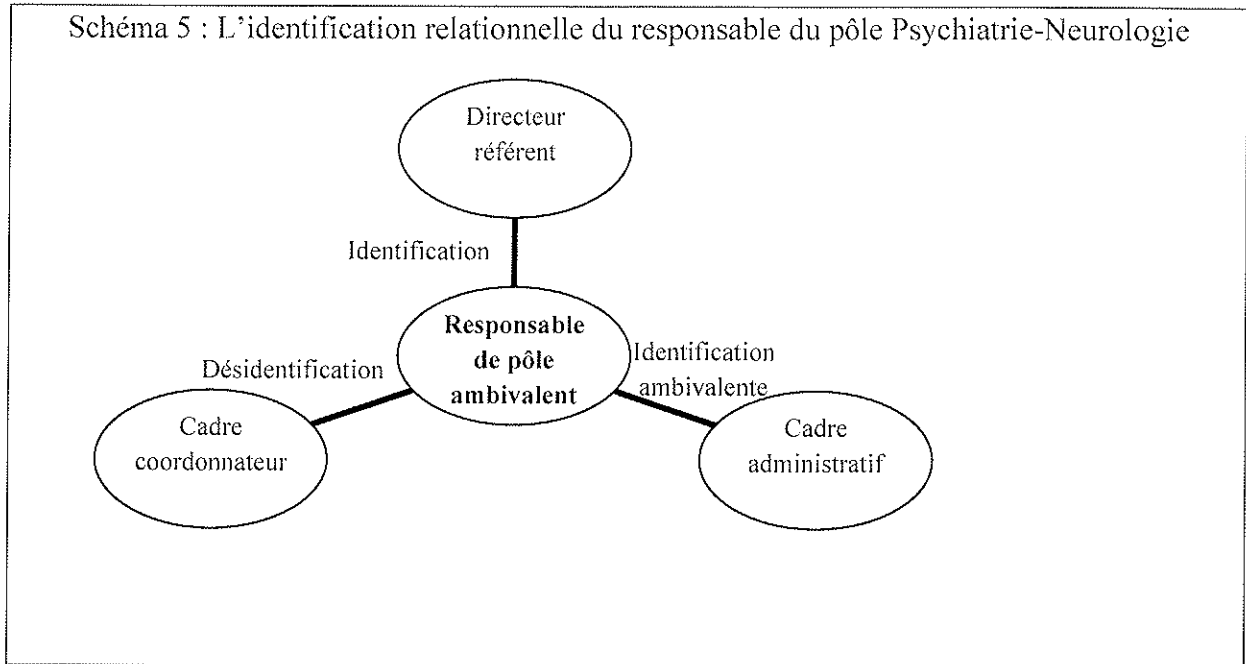 Schéma 5 : L'identification relationnelle du responsable du pôle Psychiatrie-Neurologie
Directeur
référent
Identification
Responsable
de pôle
ambivalent
Désidentification
Identification
ambivalente
Cadre
coordonnateur
Cadre
administratif